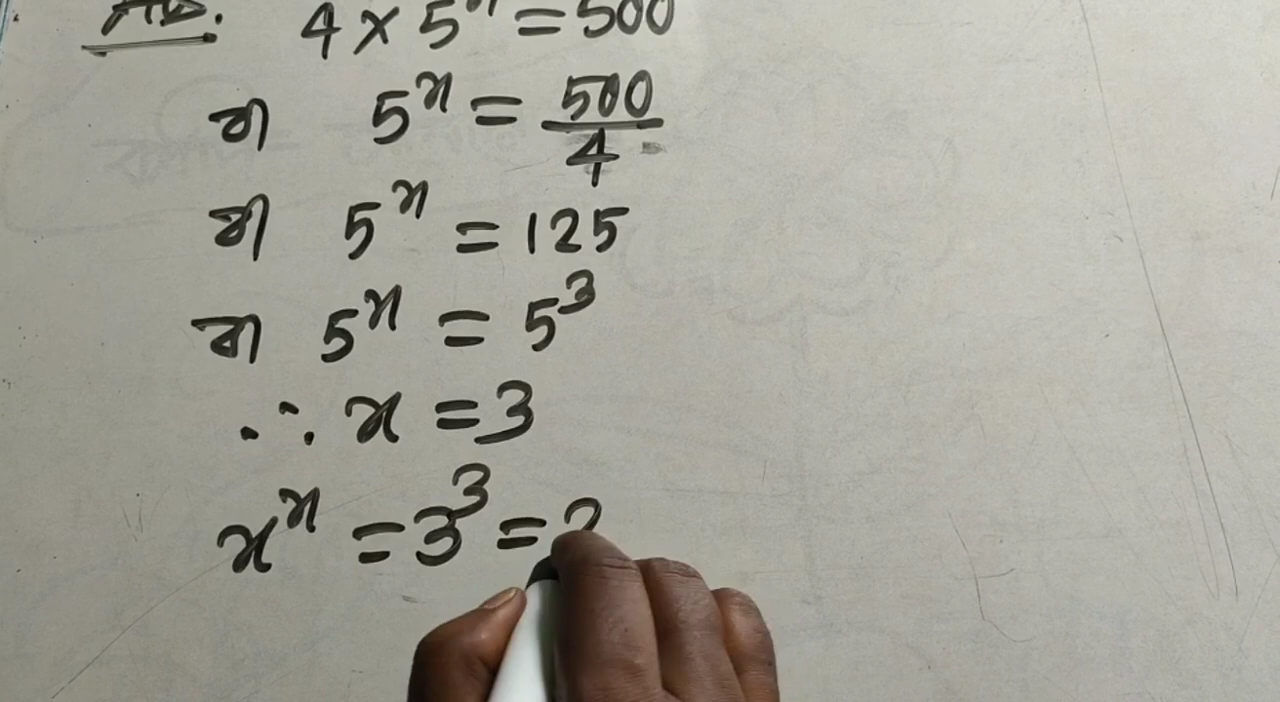 4 × 5ˣ = 500
বা 5ˣ = 500/4
বা 5ˣ = 125
বা 5ˣ = 5³
∴ x = 3
xˣ = 3³ =